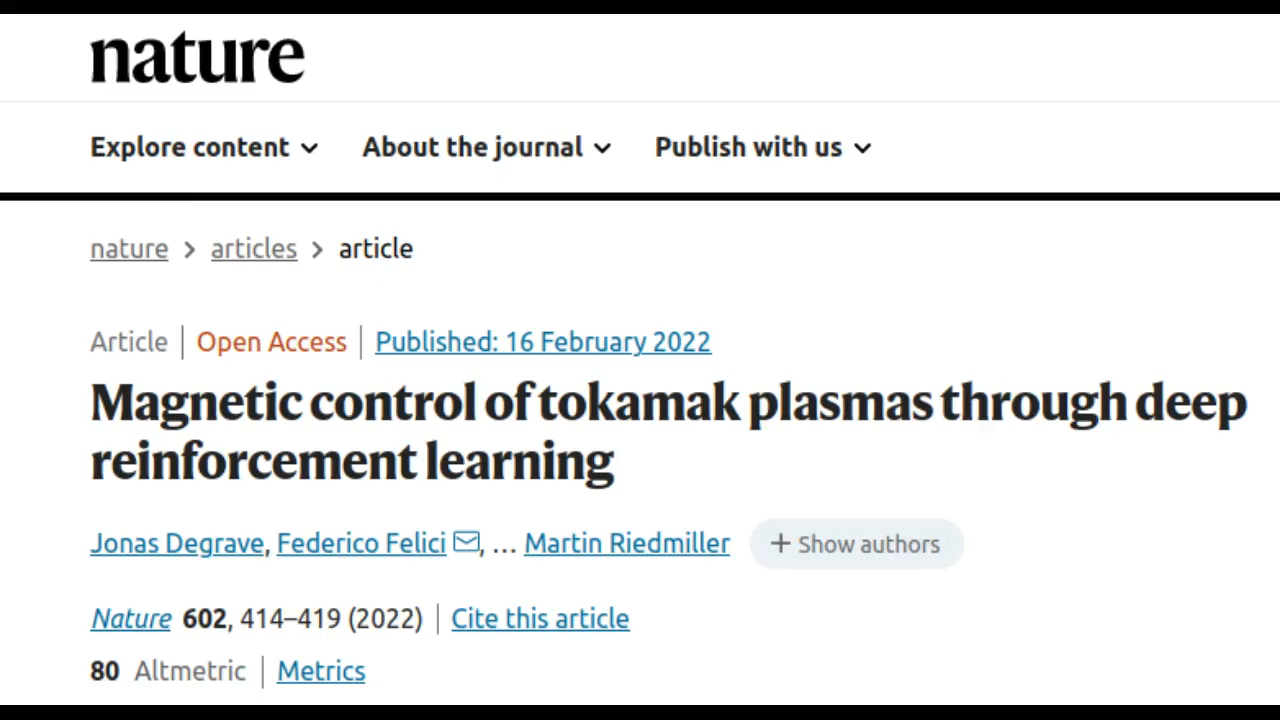 nature
Explore content About the journal Publish with us
nature > articles > article
Article | Open Access | Published: 16 February 2022
Magnetic control of tokamak plasmas through deep
reinforcement learning
Jonas Degrave, Federico Felici, ... Martin Riedmiller + Show authors
Nature 602, 414–419 (2022) | Cite this article
80 Altmetric | Metrics